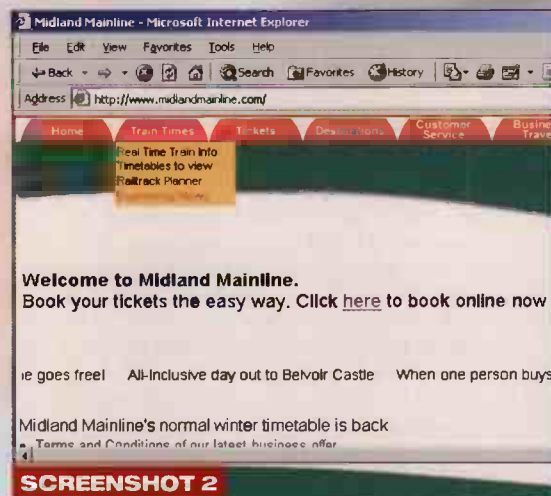 Midland Mainline - Microsoft Internet Explorer
File Edit View Favorites Tools Help
Back Search Favorites History
Address http://www.midlandmainline.com/
Home Train Times Tickets Destinations Customer Service Business Trave
Real Time Train Info
Timetables to view
Railtrack Planner
Welcome to Midland Mainline.
Book your tickets the easy way. Click here to book online now
e goes free! All-Inclusive day out to Belvoir Castle When one person buys
Midland Mainline's normal winter timetable is back
Terms and Conditions of our latest business offer
SCREENSHOT 2